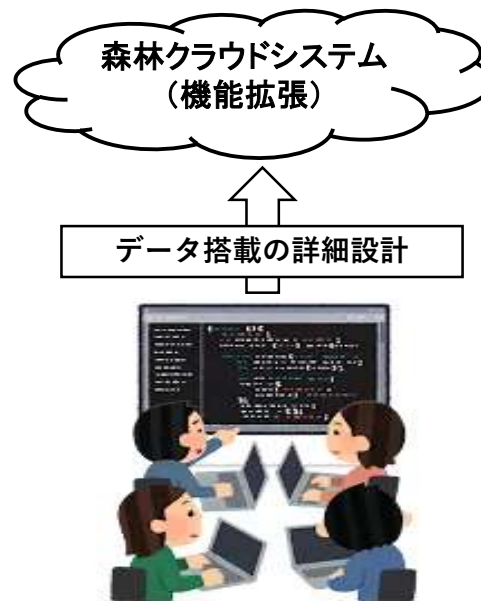 森林クラウドシステム
（機能拡張）
データ搭載の詳細設計